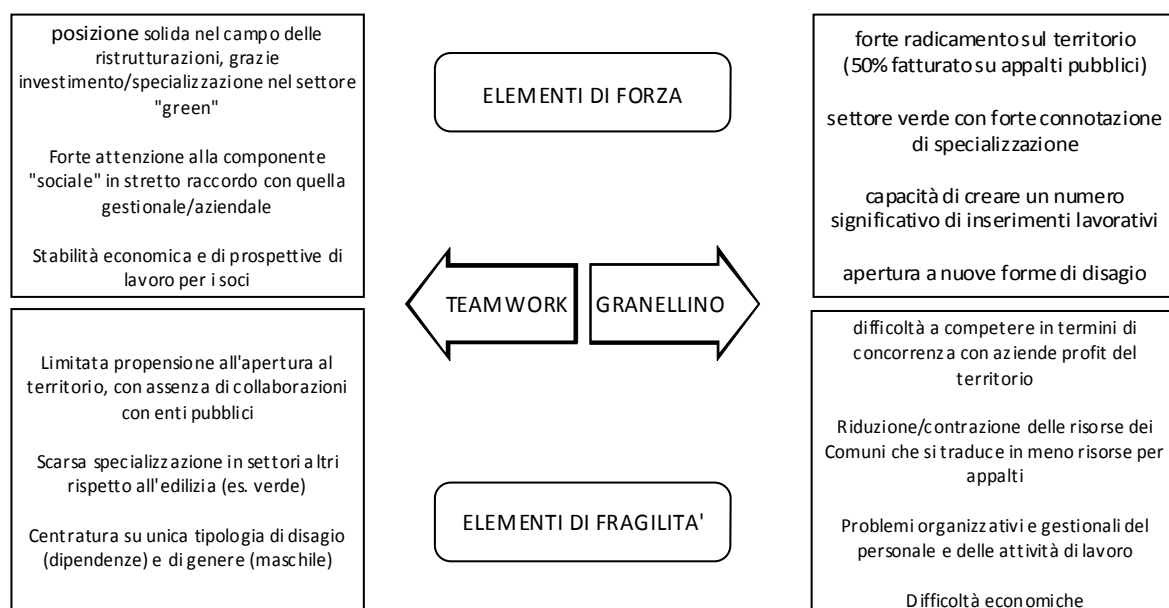 posizione solida nel campo delle
ristrutturazioni, grazie
investimento/specializzazione nel settore
"green"
Forte attenzione alla componente
"sociale" in stretto raccordo con quella
gestionale/aziendale
Stabilità economica e di prospettive di
lavoro per i soci
ELEMENTI DI FORZA
forte radicamento sul territorio
(50% fatturato su appalti pubblici)
settore verde con forte connotazione
di specializzazione
capacità di creare un numero
significativo di inserimenti lavorativi
apertura a nuove forme di disagio
TEAMWORK
GRANELLINO
Limitata propensione all'apertura al
territorio, con assenza di collaborazioni
con enti pubblici
Scarsa specializzazione in settori altri
rispetto all'edilizia (es. verde)
Centratura su unica tipologia di disagio
(dipendenze) e di genere (maschile)
ELEMENTI DI FRAGILITA'
difficoltà a competere in termini di
concorrenza con aziende profit del
territorio
Riduzione/contrazione delle risorse dei
Comuni che si traduce in meno risorse per
appalti
Problemi organizzativi e gestionali del
personale e delle attività di lavoro
Difficoltà economiche